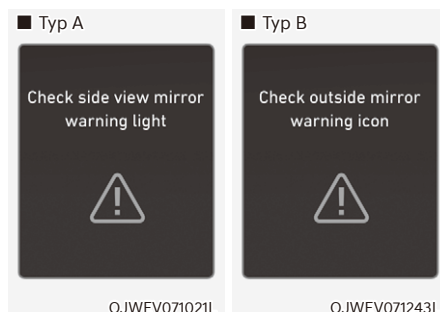 ■ Typ A
Check side view mirror
warning light
OJWEV071021L
■ Typ B
Check outside mirror
warning icon
OJWEV071243L